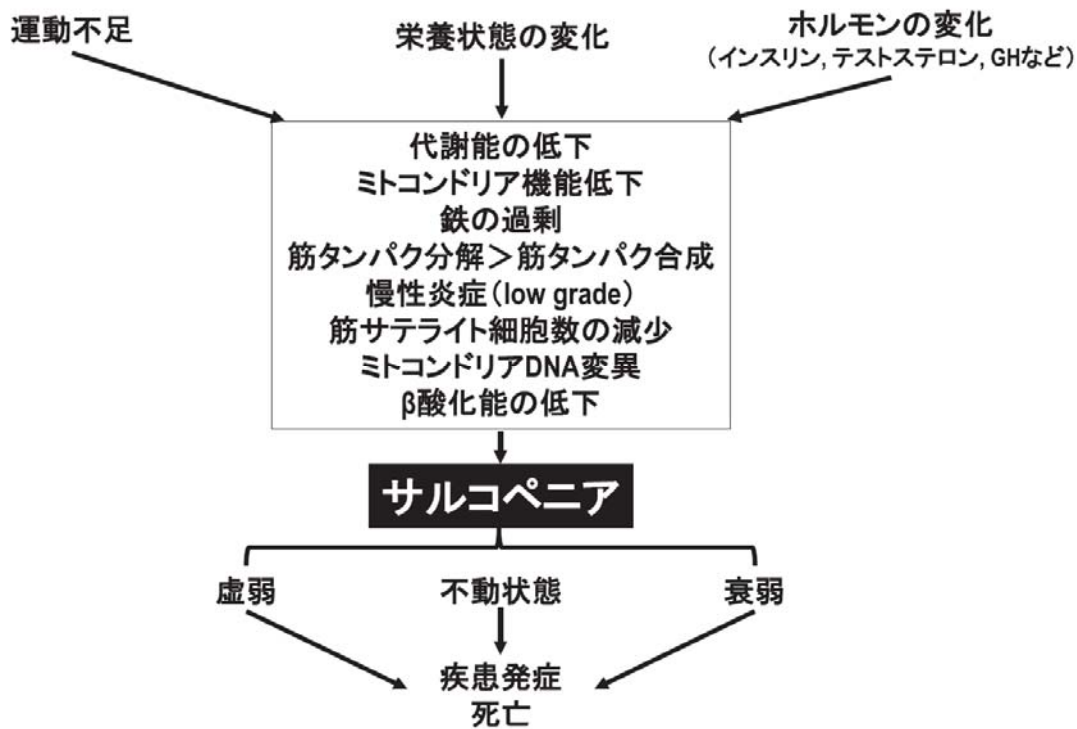 運動不足
栄養状態の変化
ホルモンの変化
（インスリン, テストステロン, GHなど）
代謝能の低下
ミトコンドリア機能低下
鉄の過剰
筋タンパク分解＞筋タンパク合成
慢性炎症（low grade）
筋サテライト細胞数の減少
ミトコンドリアDNA変異
β酸化能の低下
サルコペニア
虚弱
不動状態
衰弱
疾患発症
死亡